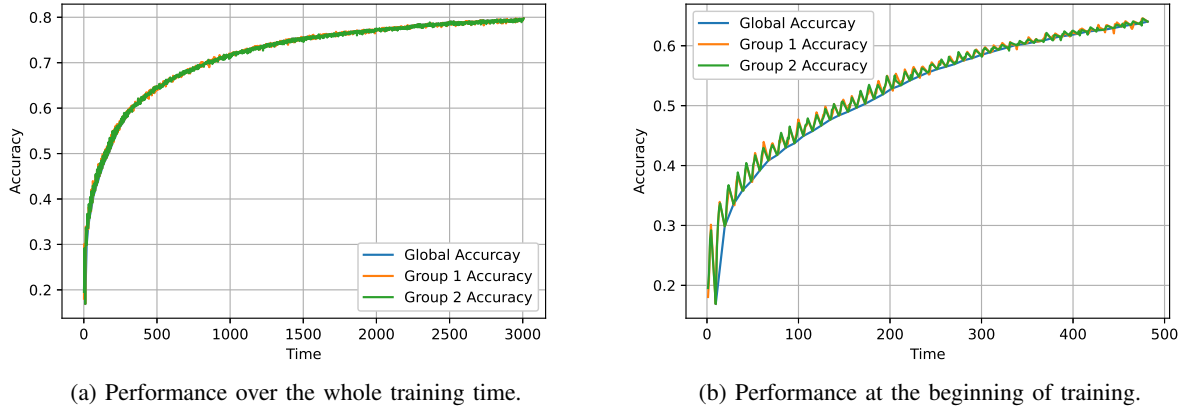 0.8
0.7
0.6
0.5
0.4
0.3
0.2
Accuracy
0
500
1000
1500
2000
2500
3000
Time
Global Accurcay
Group 1 Accuracy
Group 2 Accuracy
(a) Performance over the whole training time.
Global Accurcay
Group 1 Accuracy
Group 2 Accuracy
0.6
0.5
0.4
0.3
0.2
Accuracy
0
100
200
300
400
500
Time
(b) Performance at the beginning of training.